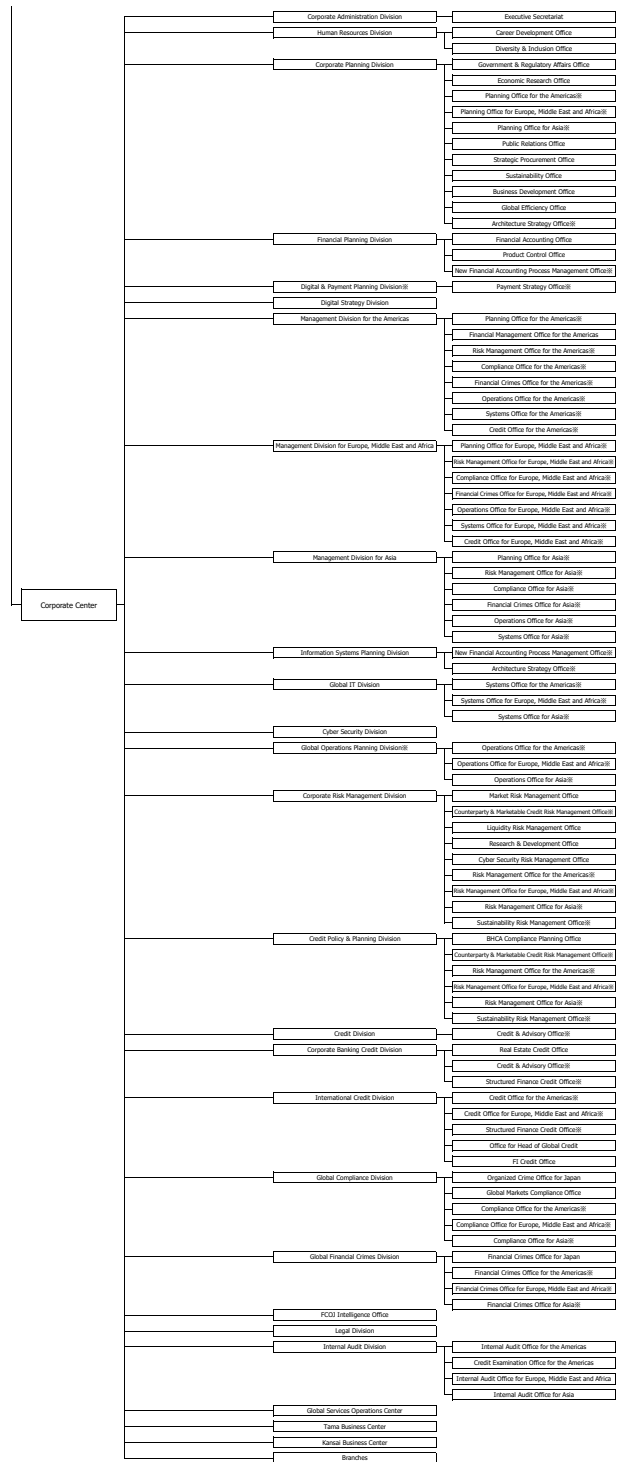 Corporate Administration Division
Executive Secretariat
Human Resources Division
Career Development Office
Diversity & Inclusion Office
Corporate Planning Division
Government & Regulatory Affairs Office
Economic Research Office
Planning Office for the Americas※
Planning Office for Europe, Middle East and Africa※
Planning Office for Asia※
Public Relations Office
Strategic Procurement Office
Sustainability Office
Business Development Office
Global Efficiency Office
Architecture Strategy Office※
Financial Planning Division
Financial Accounting Office
Product Control Office
New Financial Accounting Process Management Office※
Digital & Payment Planning Division※
Payment Strategy Office※
Digital Strategy Division
Management Division for the Americas
Planning Office for the Americas※
Financial Management Office for the Americas
Risk Management Office for the Americas※
Compliance Office for the Americas※
Financial Crimes Office for the Americas※
Operations Office for the Americas※
Systems Office for the Americas※
Credit Office for the Americas※
Management Division for Europe, Middle East and Africa
Planning Office for Europe, Middle East and Africa※
Risk Management Office for Europe, Middle East and Africa※
Compliance Office for Europe, Middle East and Africa※
Financial Crimes Office for Europe, Middle East and Africa※
Operations Office for Europe, Middle East and Africa※
Systems Office for Europe, Middle East and Africa※
Credit Office for Europe, Middle East and Africa※
Management Division for Asia
Planning Office for Asia※
Risk Management Office for Asia※
Compliance Office for Asia※
Financial Crimes Office for Asia※
Operations Office for Asia※
Systems Office for Asia※
Corporate Center
Information Systems Planning Division
New Financial Accounting Process Management Office※
Architecture Strategy Office※
Global IT Division
Systems Office for the Americas※
Systems Office for Europe, Middle East and Africa※
Systems Office for Asia※
Cyber Security Division
Global Operations Planning Division※
Operations Office for the Americas※
Operations Office for Europe, Middle East and Africa※
Operations Office for Asia※
Corporate Risk Management Division
Market Risk Management Office
Counterparty & Marketable Credit Risk Management Office※
Liquidity Risk Management Office
Research & Development Office
Cyber Security Risk Management Office
Risk Management Office for the Americas※
Risk Management Office for Europe, Middle East and Africa※
Risk Management Office for Asia※
Sustainability Risk Management Office※
Credit Policy & Planning Division
BHCA Compliance Planning Office
Counterparty & Marketable Credit Risk Management Office※
Risk Management Office for the Americas※
Risk Management Office for Europe, Middle East and Africa※
Risk Management Office for Asia※
Sustainability Risk Management Office※
Credit Division
Credit & Advisory Office※
Corporate Banking Credit Division
Real Estate Credit Office
Credit & Advisory Office※
Structured Finance Credit Office※
International Credit Division
Credit Office for the Americas※
Credit Office for Europe, Middle East and Africa※
Structured Finance Credit Office※
Office for Head of Global Credit
FI Credit Office
Global Compliance Division
Organized Crime Office for Japan
Global Markets Compliance Office
Compliance Office for the Americas※
Compliance Office for Europe, Middle East and Africa※
Compliance Office for Asia※
Global Financial Crimes Division
Financial Crimes Office for Japan
Financial Crimes Office for the Americas※
Financial Crimes Office for Europe, Middle East and Africa※
Financial Crimes Office for Asia※
FCOJ Intelligence Office
Legal Division
Internal Audit Division
Internal Audit Office for the Americas
Credit Examination Office for the Americas
Internal Audit Office for Europe, Middle East and Africa
Internal Audit Office for Asia
Global Services Operations Center
Tama Business Center
Kansai Business Center
Branches